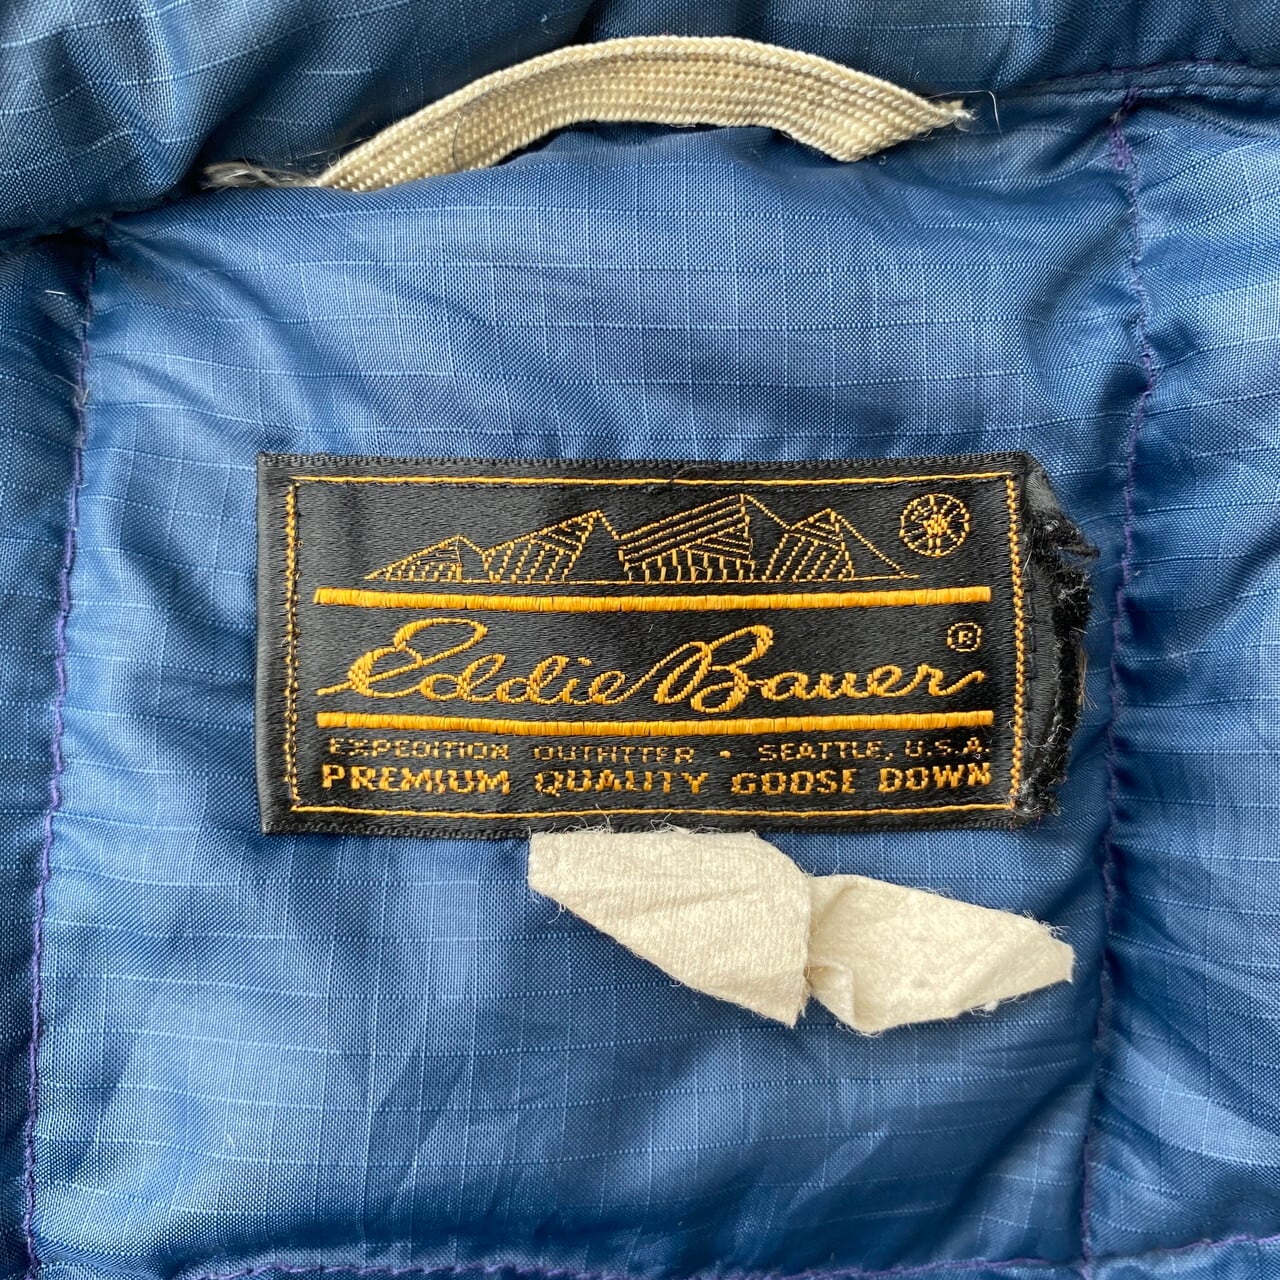 Eddie Bauer ®
EXPEDITION OUTFITTER • SEATTLE, U.S.A.
PREMIUM QUALITY GOOSE DOWN